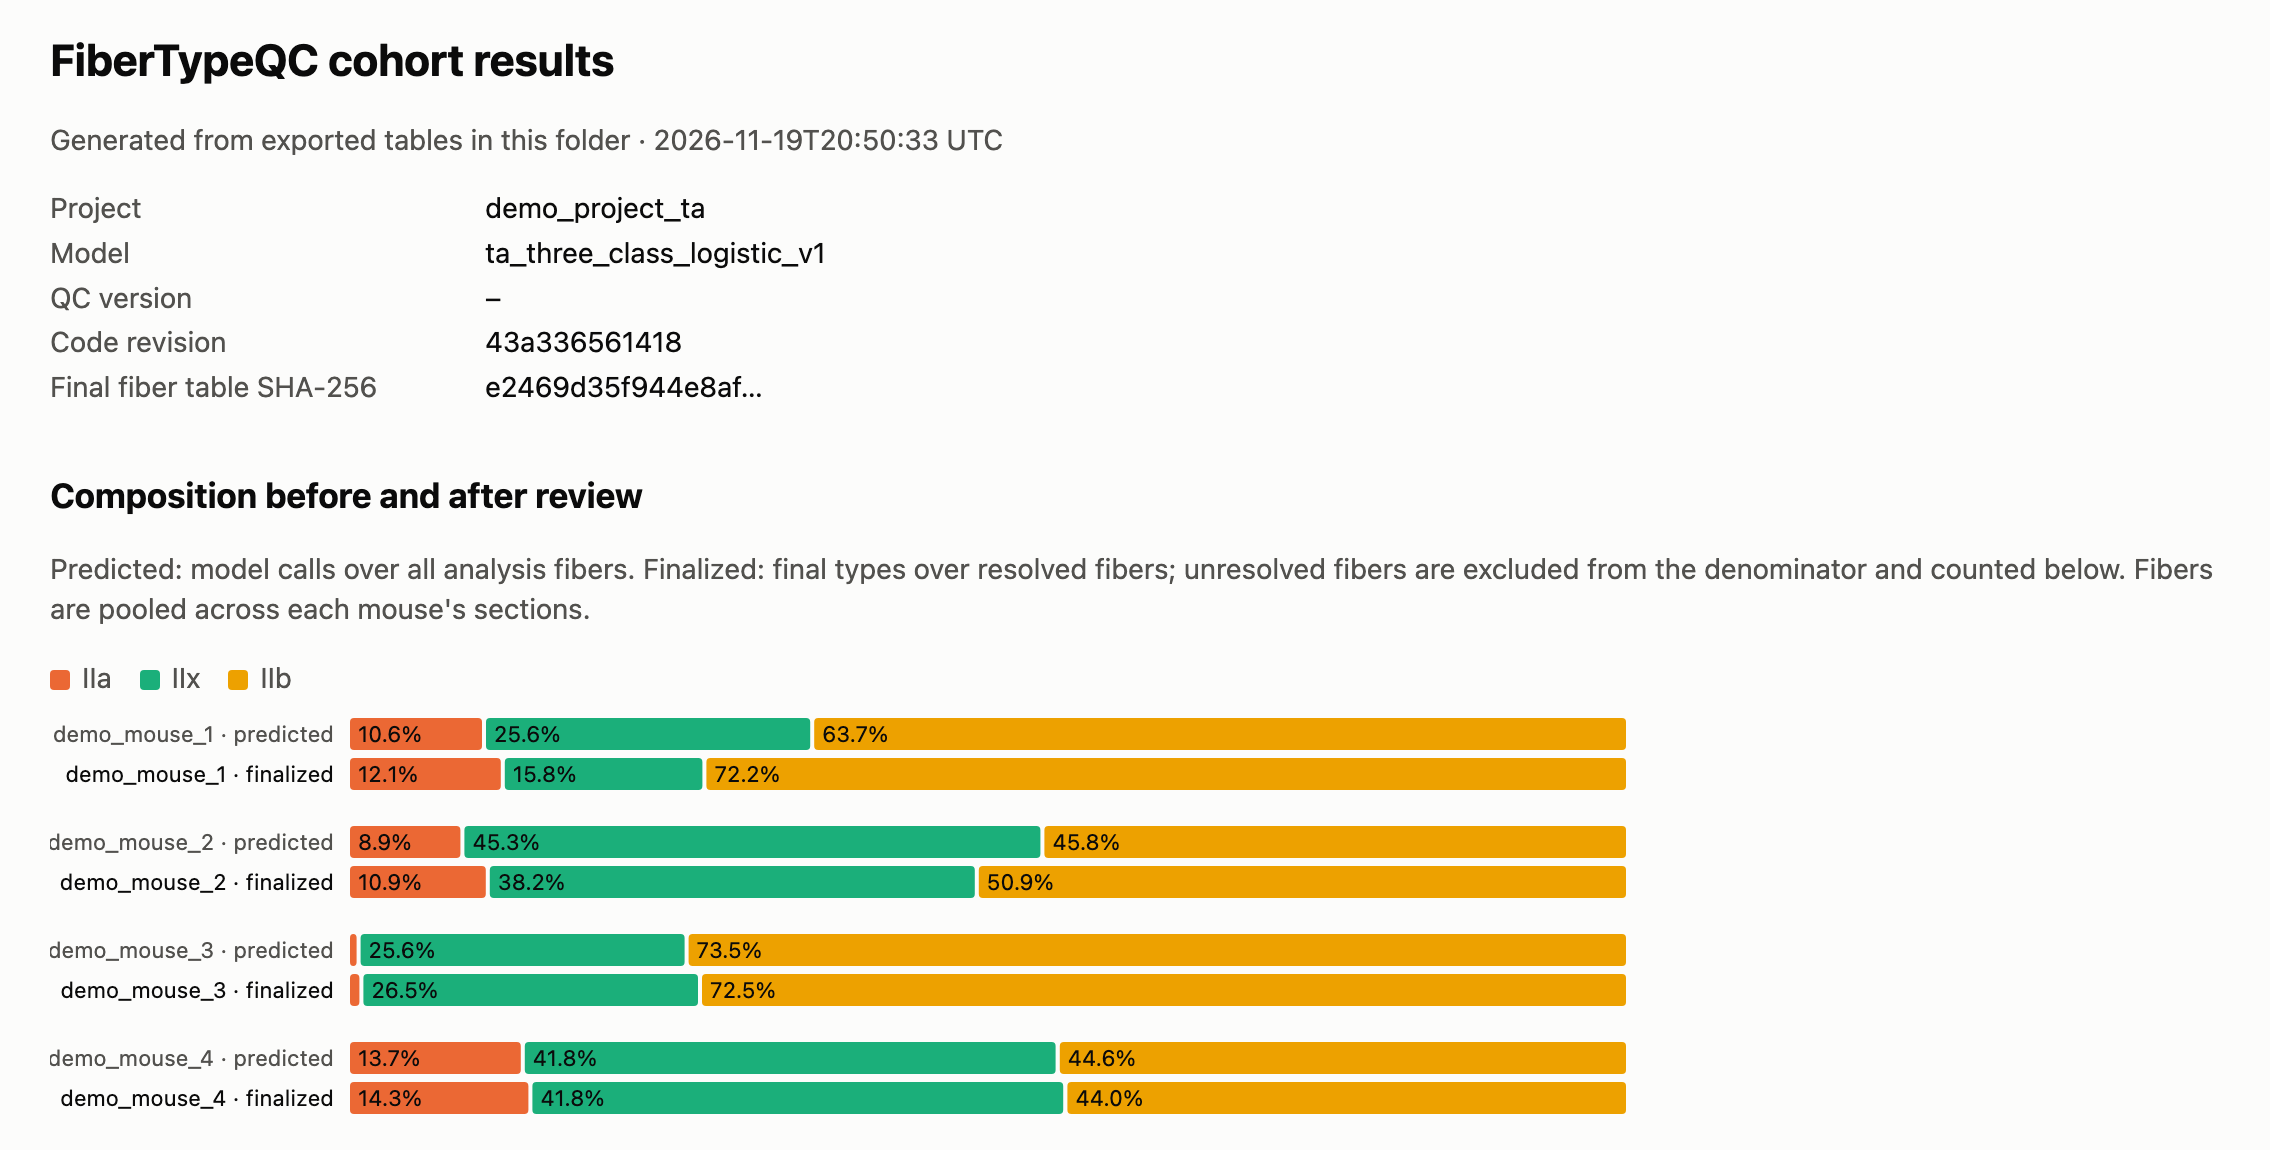 FiberTypeQC cohort results
Generated from exported tables in this folder · 2026-11-19T20:50:33 UTC
Project demo_project_ta
Model ta_three_class_logistic_v1
QC version –
Code revision 43a336561418
Final fiber table SHA-256 e2469d35f944e8af…
Composition before and after review
Predicted: model calls over all analysis fibers. Finalized: final types over resolved fibers; unresolved fibers are excluded from the denominator and counted below. Fibers
are pooled across each mouse's sections.
IIa IIx IIb
demo_mouse_1 · predicted 10.6% 25.6% 63.7%
demo_mouse_1 · finalized 12.1% 15.8% 72.2%
demo_mouse_2 · predicted 8.9% 45.3% 45.8%
demo_mouse_2 · finalized 10.9% 38.2% 50.9%
demo_mouse_3 · predicted 25.6% 73.5%
demo_mouse_3 · finalized 26.5% 72.5%
demo_mouse_4 · predicted 13.7% 41.8% 44.6%
demo_mouse_4 · finalized 14.3% 41.8% 44.0%